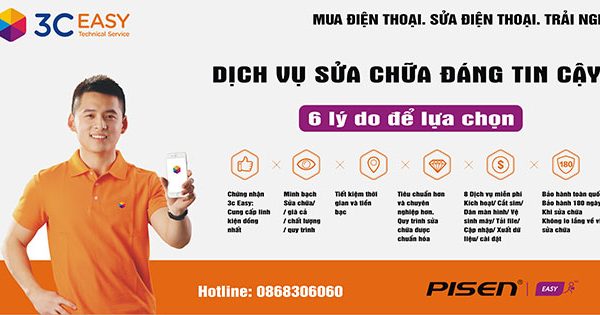 3C EASY
Technical Service
MUA ĐIỆN THOẠI. SỬA ĐIỆN THOẠI. TRẢI NGH
DỊCH VỤ SỬA CHỮA ĐÁNG TIN CẬY
6 lý do để lựa chọn
180
Chứng nhận
3c Easy:
Cung cấp linh
kiện đồng
nhất
Minh bạch
Sửa chữa/
/ giá cả
/ chất lượng
/ quy trình
Tiết kiệm thời
gian và tiền
bạc
Tiêu chuẩn hơn
và chuyên
nghiệp hơn.
Quy trình sửa
chữa được
chuẩn hóa
8 Dịch vụ miễn phí
Kích hoạt/ Cắt sim/
Dán màn hình/ Vệ
sinh máy/ Tải file/
Cập nhập/ Xuất dữ
liệu/ cài đặt
Bảo hành toàn quố
Bảo hành 180 ngày
Khi sửa chữa
Không lo lắng về vi
sửa chữa
Hotline: 0868306060
PISEN
EASY